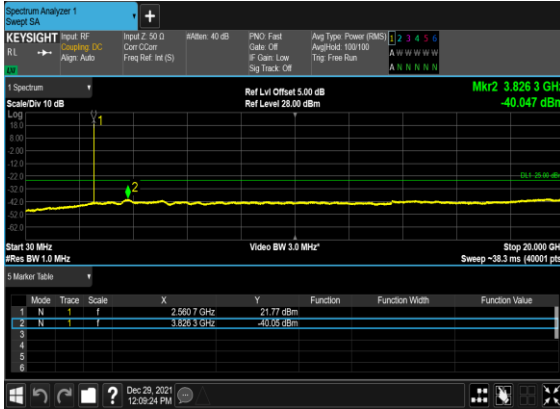 Spectrum Analyzer 1
Swept SA
+
KEYSIGHT Input: RF Input Z: 50 Ω #Atten: 40 dB PNO: Fast Avg Type: Power (RMS) 1 2 3 4 5 6
RL Coupling: DC Corr CCorr Gate: Off Avg|Hold: 100/100 A W W W W W
Align: Auto Freq Ref: Int (S) IF Gain: Low Trig: Free Run
Sig Track: Off A N N N N N
1 Spectrum Ref Lvl Offset 5.00 dB Mkr2 3.826 3 GHz
Scale/Div 10 dB Ref Level 28.00 dBm -40.047 dBm
Log
18.0
8.00
-2.00
-12.0
-22.0
-32.0
-42.0
-52.0
-62.0
1
2
DL1 -25.00 dBm
Start 30 MHz Video BW 3.0 MHz* Stop 20.000 GH
#Res BW 1.0 MHz Sweep ~38.3 ms (40001 pts
5 Marker Table
Mode Trace Scale X Y Function Function Width Function Value
1 N 1 f 2.560 7 GHz 21.77 dBm
2 N 1 f 3.826 3 GHz -40.05 dBm
3
4
5
6
? Dec 29, 2021
12:09:24 PM